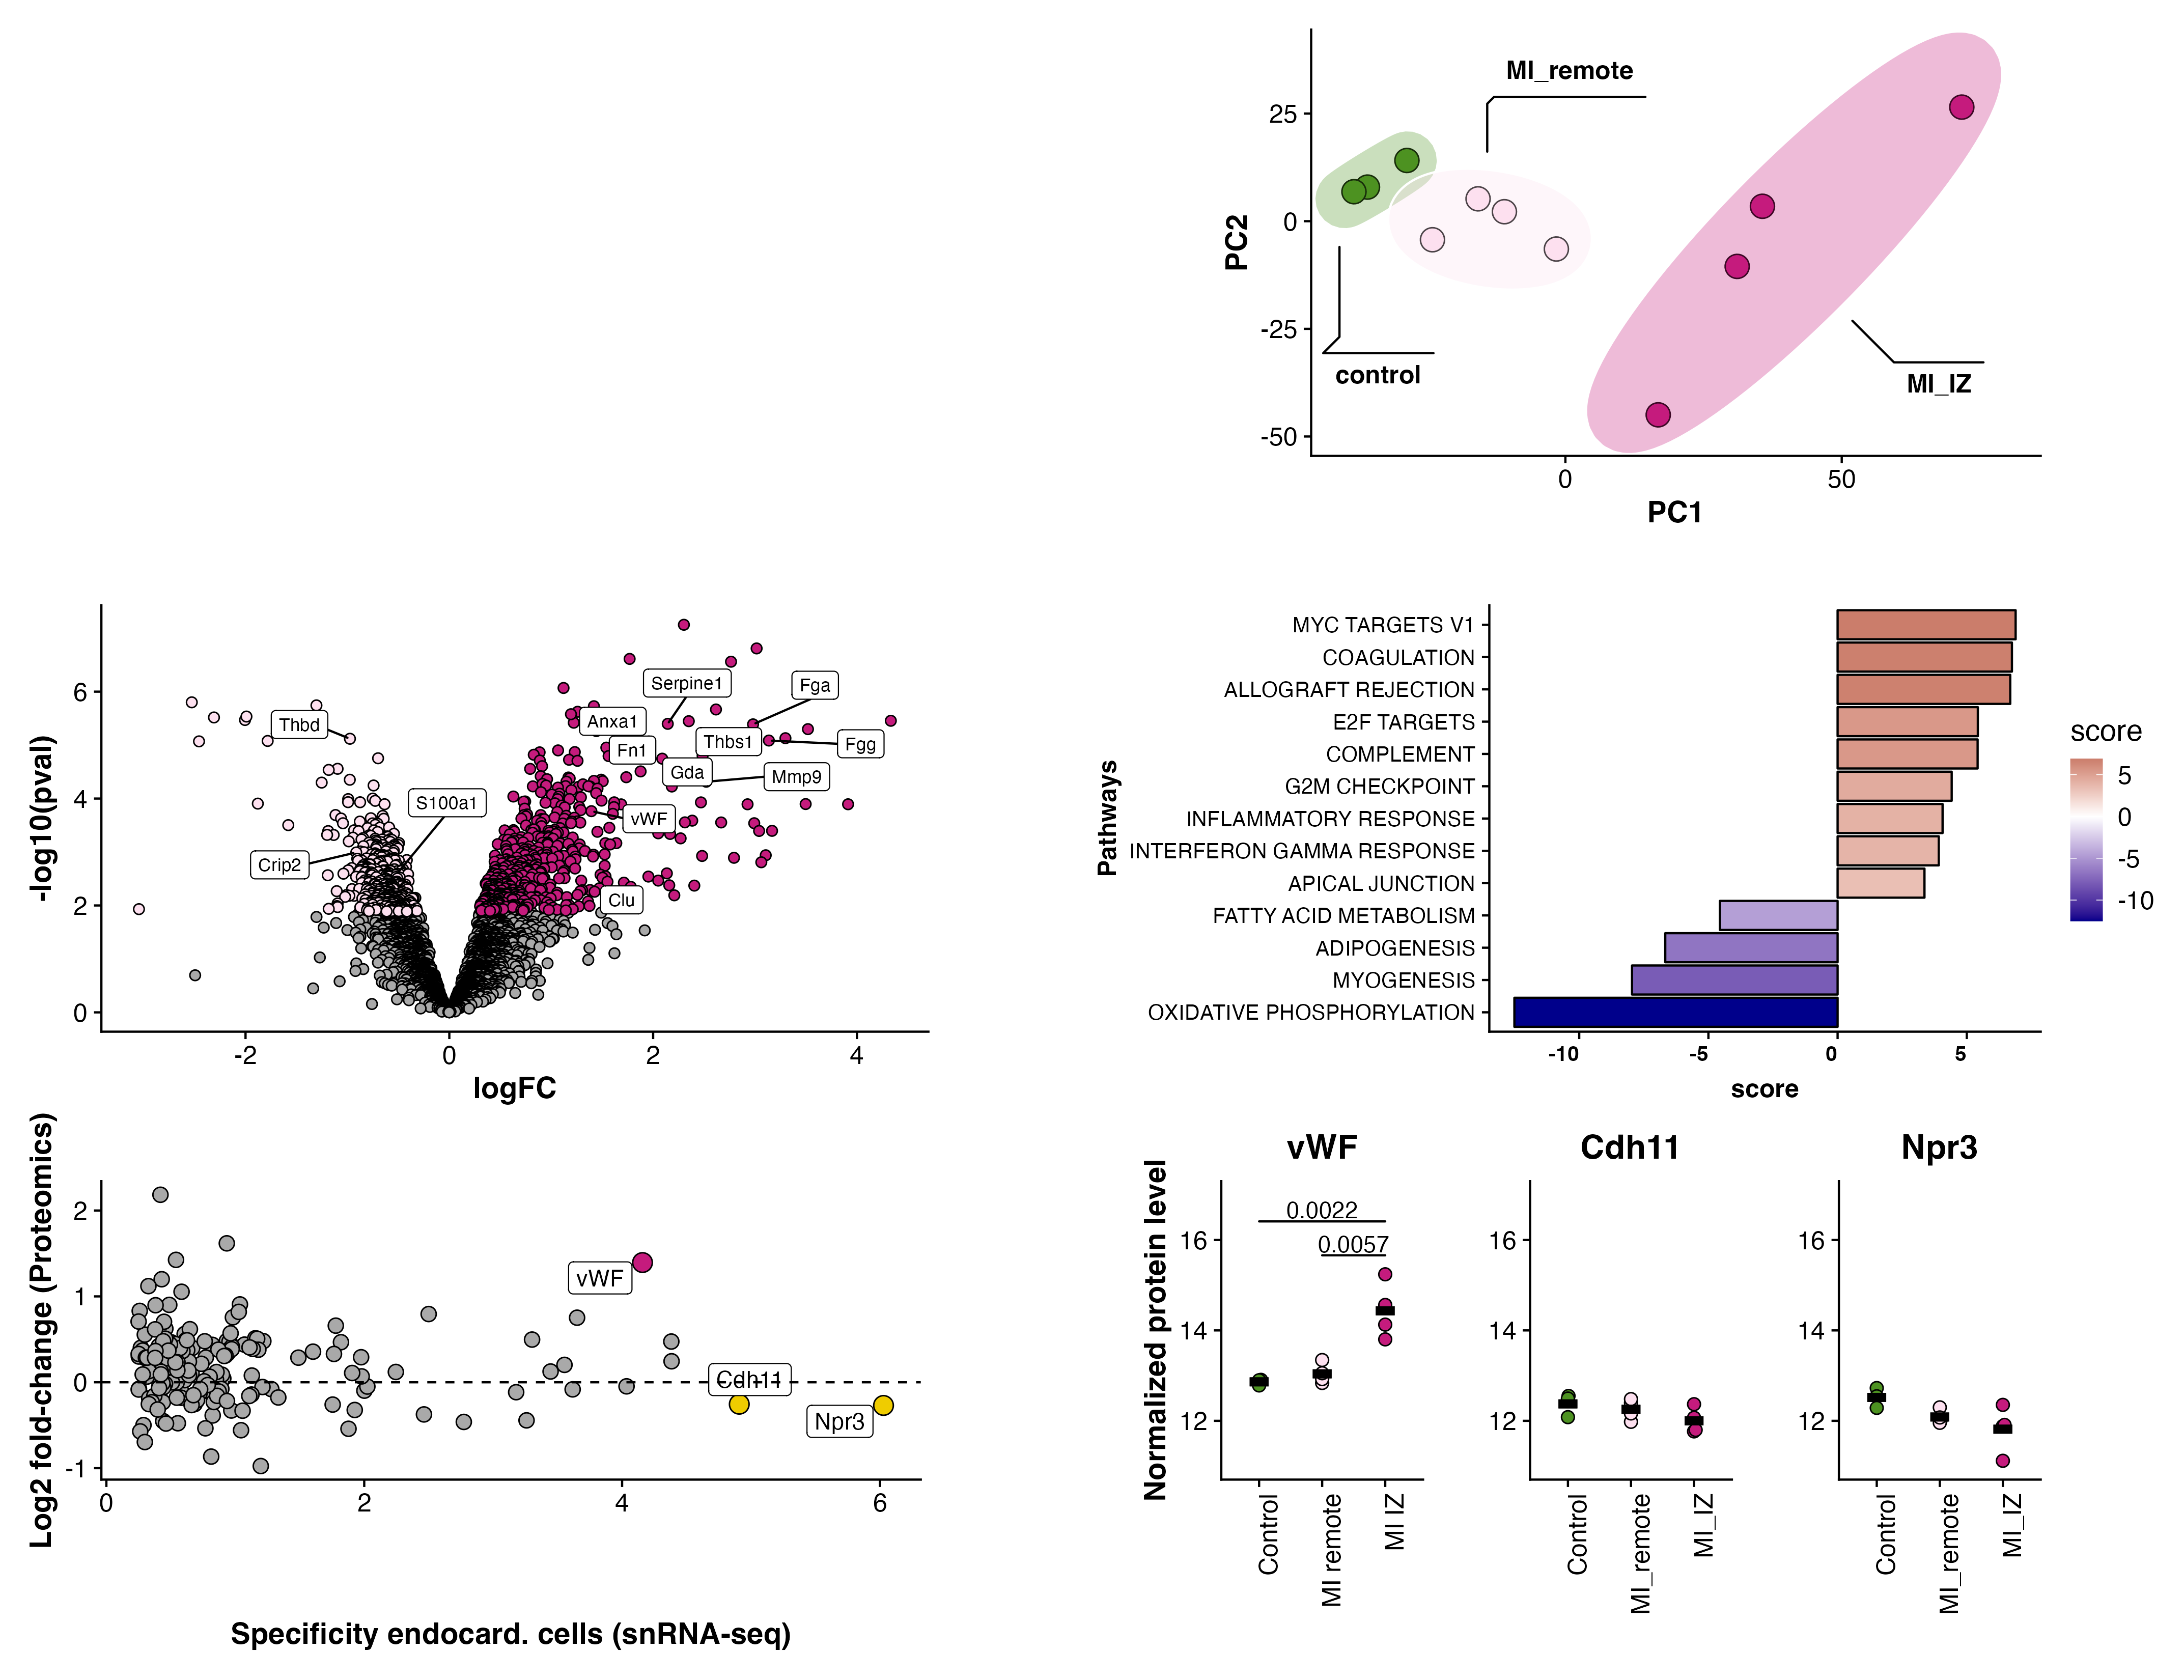 MI_remote
25
0
-25
-50
PC2
control
MI_IZ
0
50
PC1
-log10(pval)
6
4
2
0
Serpine1
Fga
Thbd
Anxa1
Fn1
Thbs1
Fgg
Gda
Mmp9
S100a1
vWF
Crip2
Clu
-2
0
2
4
logFC
Pathways
MYC TARGETS V1
COAGULATION
ALLOGRAFT REJECTION
E2F TARGETS
COMPLEMENT
G2M CHECKPOINT
INFLAMMATORY RESPONSE
INTERFERON GAMMA RESPONSE
APICAL JUNCTION
FATTY ACID METABOLISM
ADIPOGENESIS
MYOGENESIS
OXIDATIVE PHOSPHORYLATION
-10
-5
0
5
score
score
5
0
-5
-10
Log2 fold-change (Proteomics)
2
1
0
-1
vWF
Cdh11
Npr3
0
2
4
6
Specificity endocard. cells (snRNA-seq)
Normalized protein level
vWF
16
14
12
0.0022
0.0057
Control
MI remote
MI IZ
Cdh11
16
14
12
Control
MI_remote
MI_IZ
Npr3
16
14
12
Control
MI_remote
MI_IZ